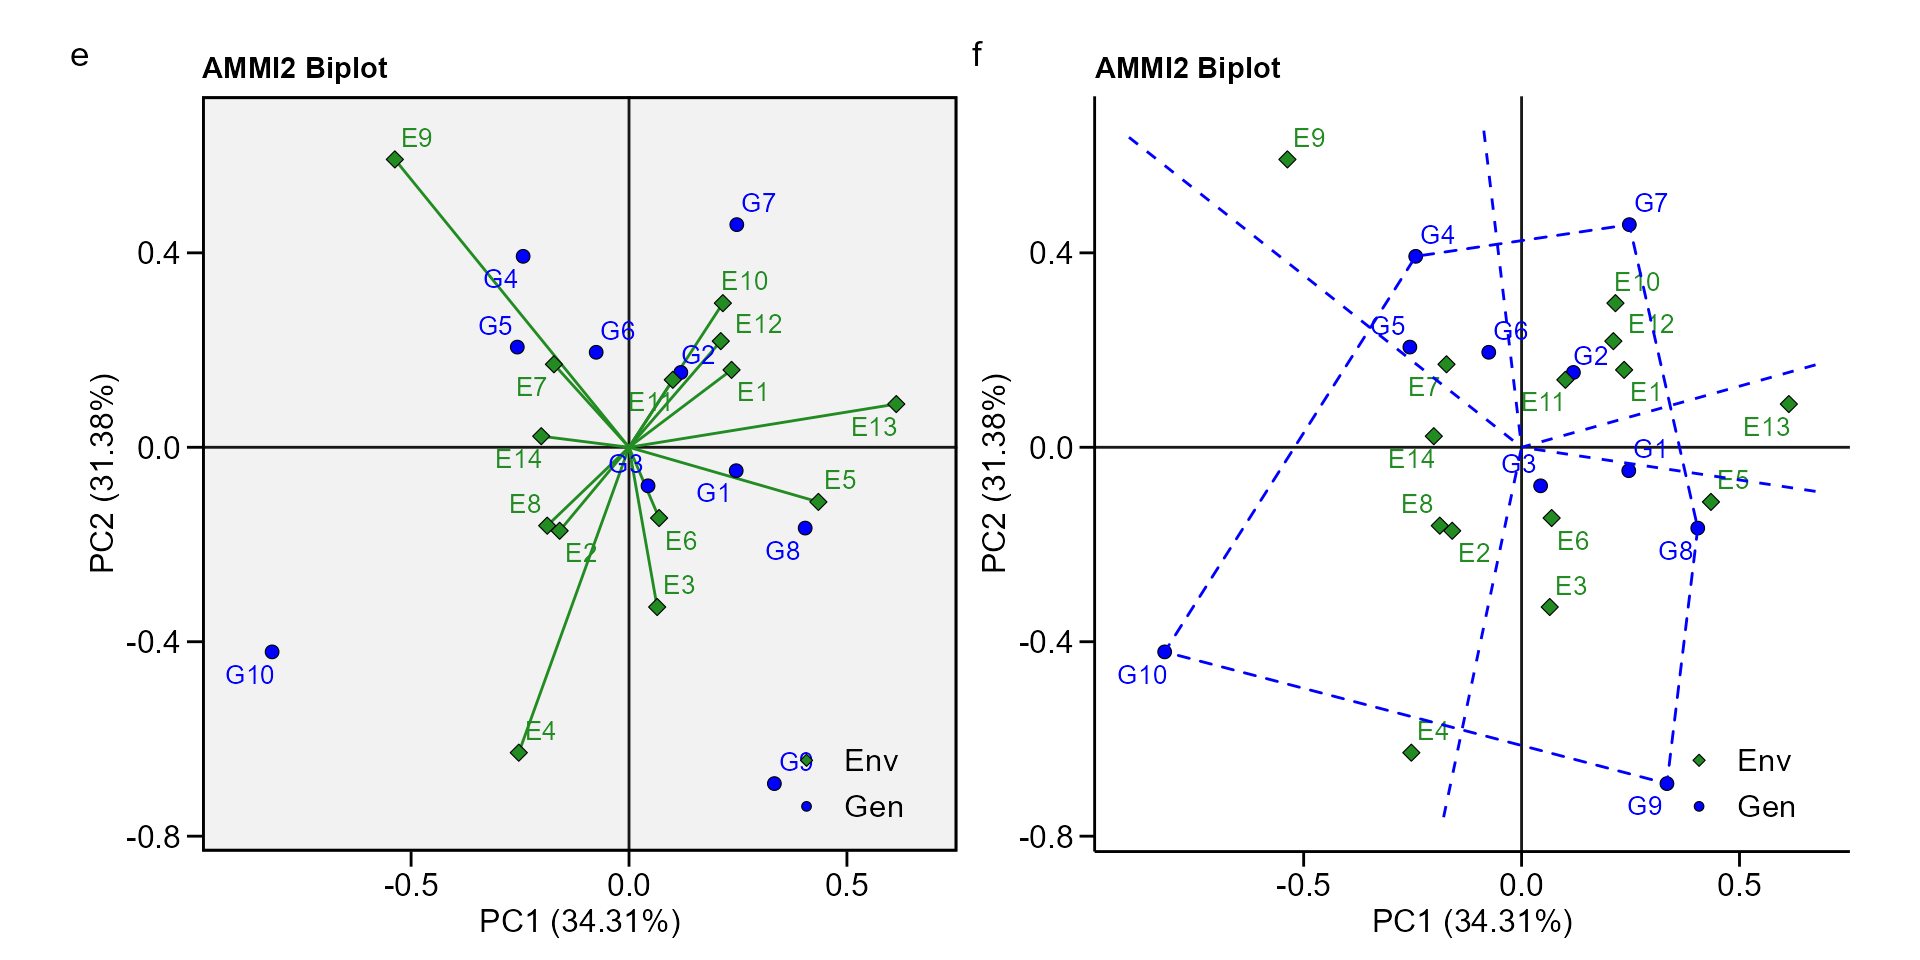 e
AMMI2 Biplot
E9
G7
G4
E10
G5
G6
E12
G2
E7
E11
E1
E13
E14
G3
G1
E5
E8
E2
E6
G8
E3
G10
E4
G9
Env
Gen
0.4
0.0
-0.4
-0.8
-0.5
0.0
0.5
PC1 (34.31%)
PC2 (31.38%)
f
AMMI2 Biplot
E9
G7
G4
E10
G5
G6
E12
G2
E7
E11
E1
E13
E14
G3
G1
E5
E8
E2
E6
G8
E3
G10
E4
G9
Env
Gen
0.4
0.0
-0.4
-0.8
-0.5
0.0
0.5
PC1 (34.31%)
PC2 (31.38%)